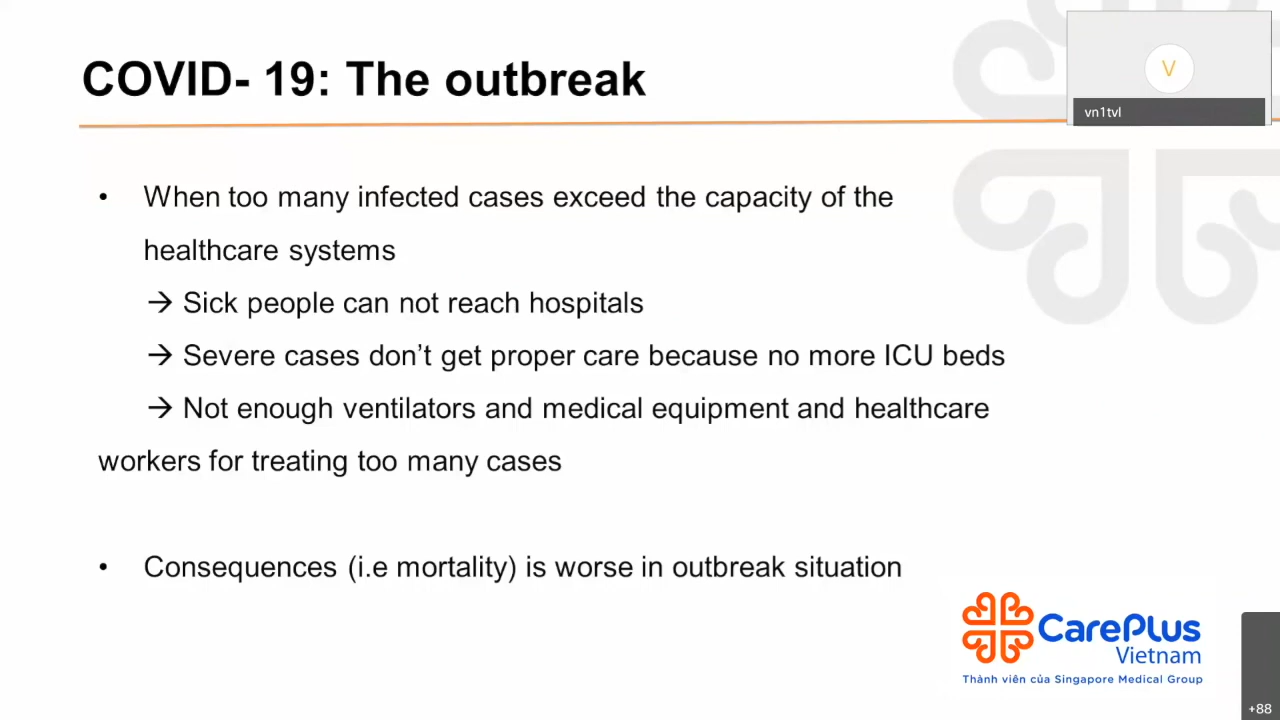 COVID- 19: The outbreak
V
vn1tvl
• When too many infected cases exceed the capacity of the
healthcare systems
→ Sick people can not reach hospitals
→ Severe cases don’t get proper care because no more ICU beds
→ Not enough ventilators and medical equipment and healthcare
workers for treating too many cases
• Consequences (i.e mortality) is worse in outbreak situation
CarePlus
Vietnam
Thành viên của Singapore Medical Group
+88